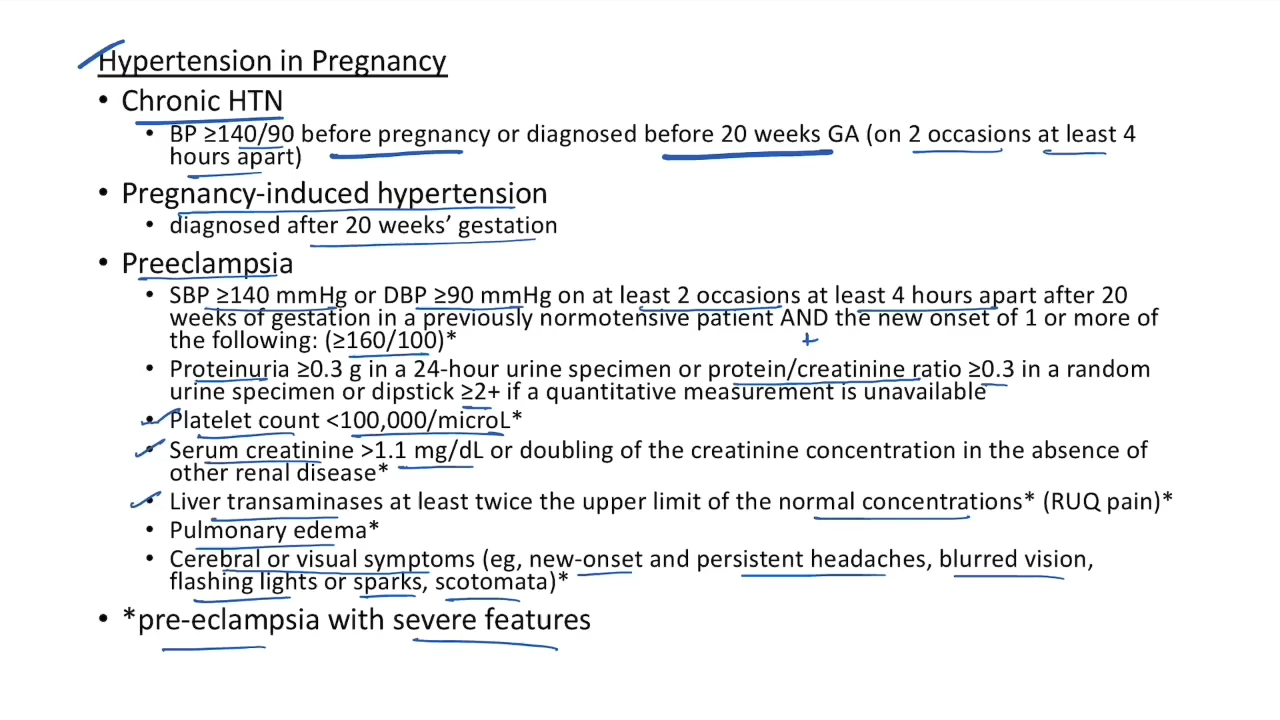 Hypertension in Pregnancy
• Chronic HTN
• BP ≥140/90 before pregnancy or diagnosed before 20 weeks GA (on 2 occasions at least 4
hours apart)
• Pregnancy-induced hypertension
• diagnosed after 20 weeks’ gestation
• Preeclampsia
• SBP ≥140 mmHg or DBP ≥90 mmHg on at least 2 occasions at least 4 hours apart after 20
weeks of gestation in a previously normotensive patient AND the new onset of 1 or more of
the following: (≥160/100)*
+
• Proteinuria ≥0.3 g in a 24-hour urine specimen or protein/creatinine ratio ≥0.3 in a random
urine specimen or dipstick ≥2+ if a quantitative measurement is unavailable
• Platelet count <100,000/microL*
• Serum creatinine >1.1 mg/dL or doubling of the creatinine concentration in the absence of
other renal disease*
• Liver transaminases at least twice the upper limit of the normal concentrations* (RUQ pain)*
• Pulmonary edema*
• Cerebral or visual symptoms (eg, new-onset and persistent headaches, blurred vision,
flashing lights or sparks, scotomata)*
• *pre-eclampsia with severe features